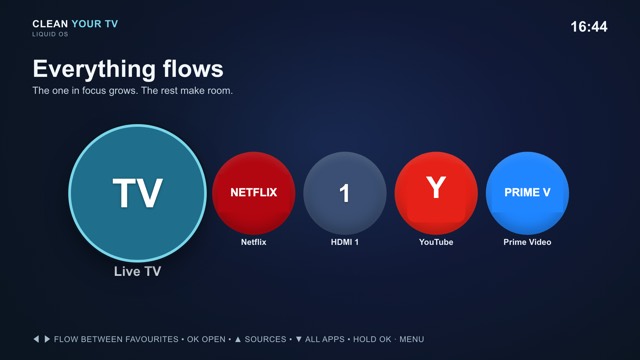 CLEAN YOUR TV
LIQUID OS
16:44
Everything flows
The one in focus grows. The rest make room.
TV
NETFLIX
1
Y
PRIME V
Netflix
HDMI 1
YouTube
Prime Video
Live TV
◀ ▶ FLOW BETWEEN FAVOURITES • OK OPEN • ▲ SOURCES • ▼ ALL APPS • HOLD OK · MENU